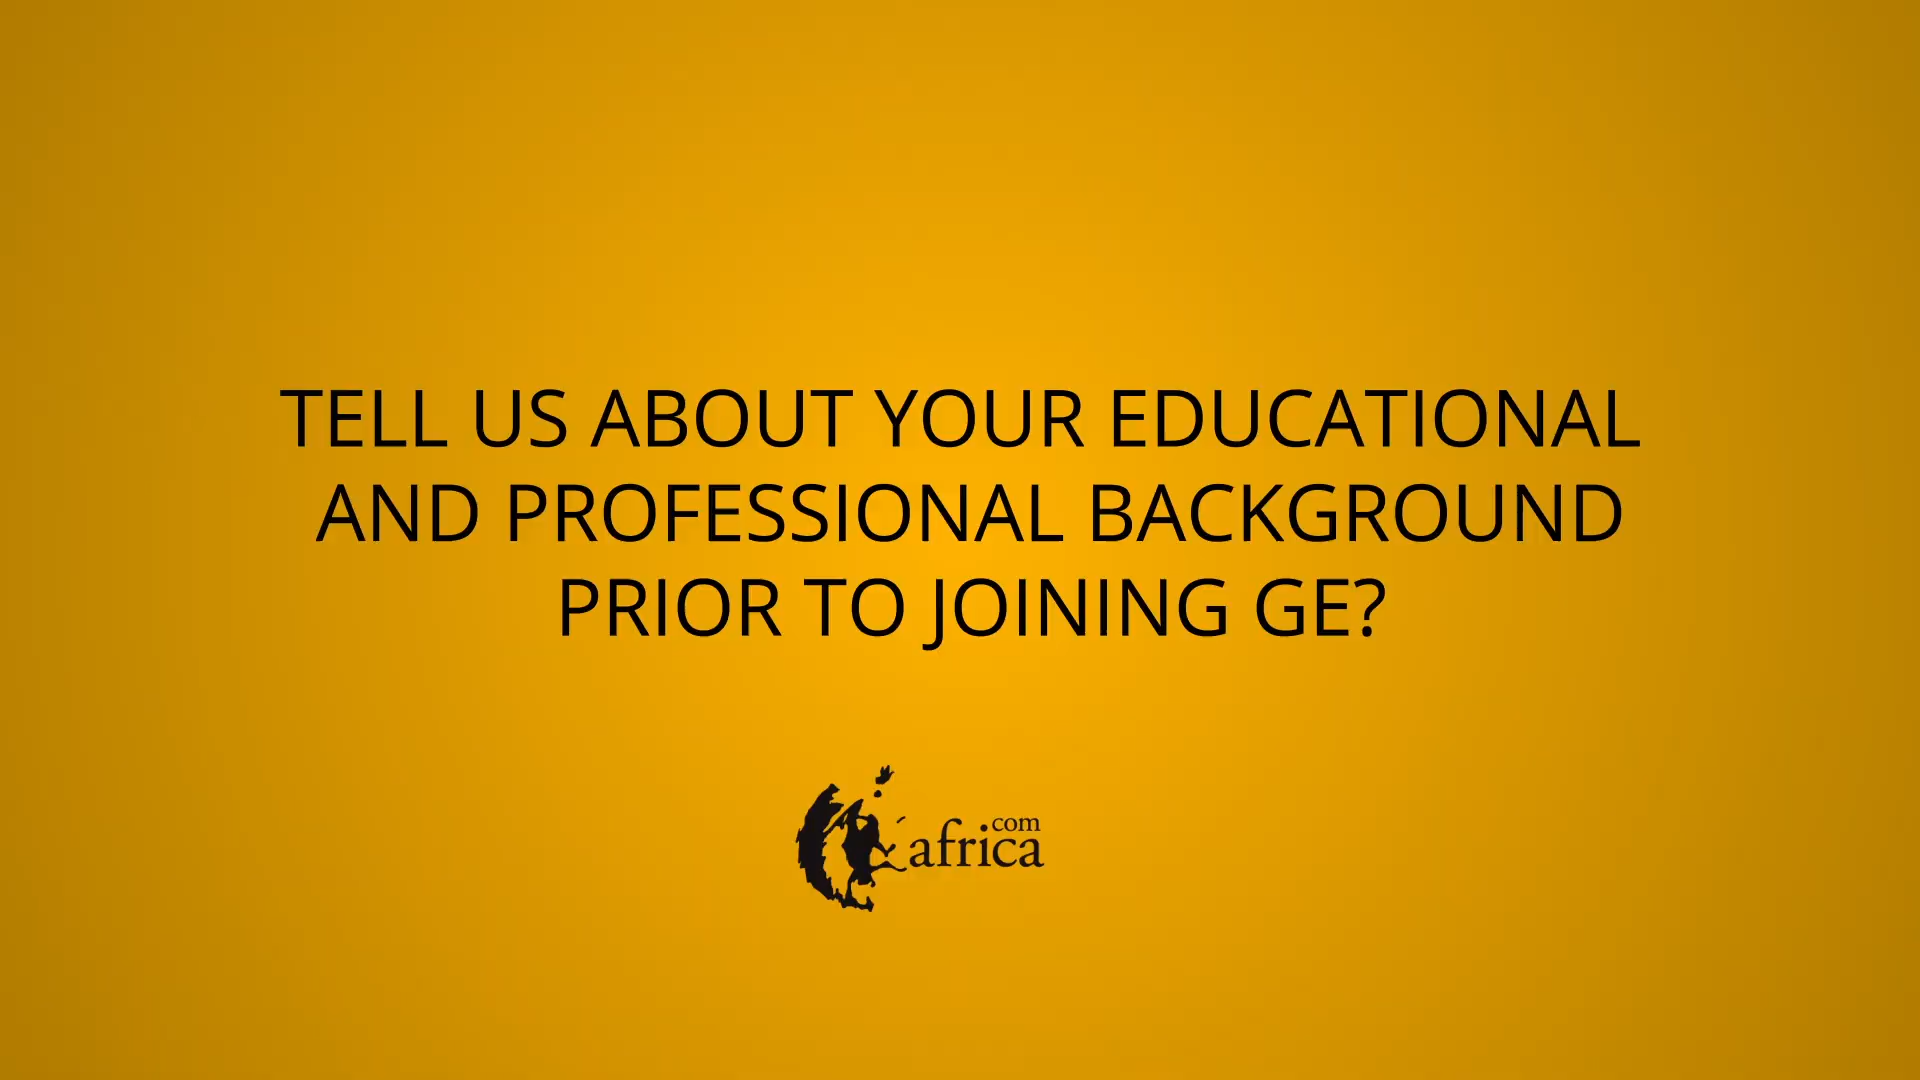 TELL US ABOUT YOUR EDUCATIONAL
AND PROFESSIONAL BACKGROUND
PRIOR TO JOINING GE?
com
africa